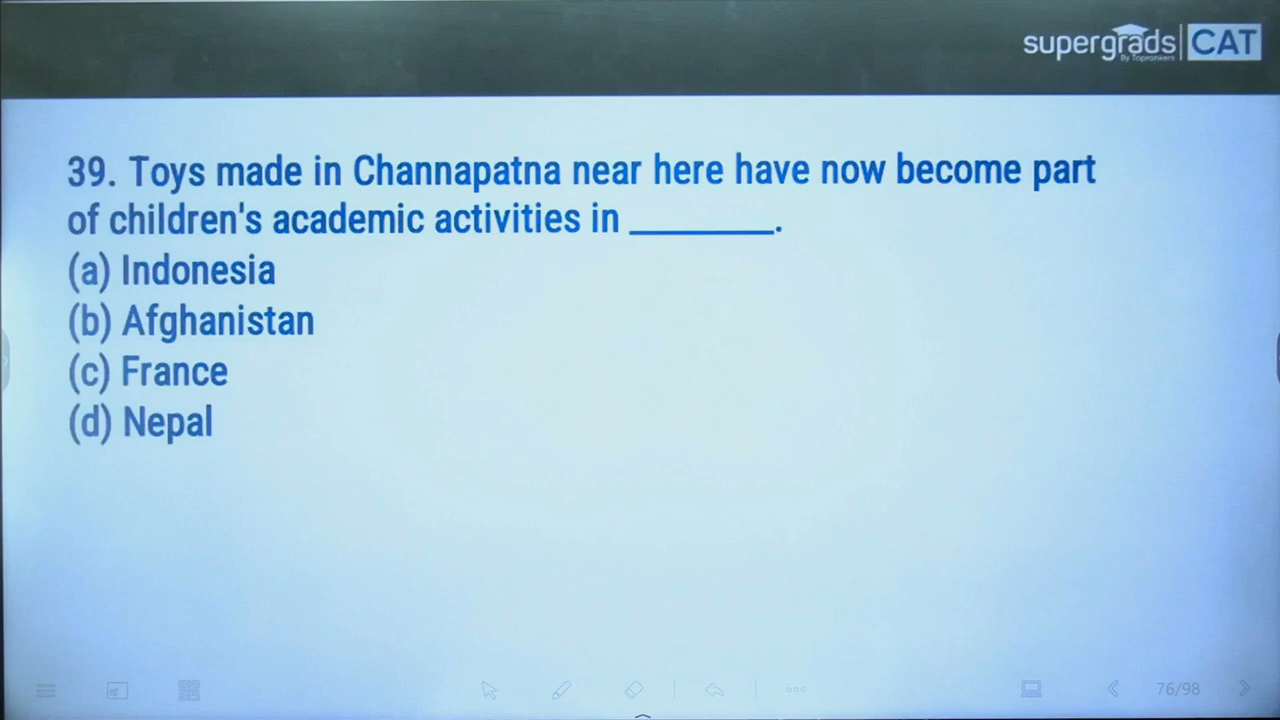 supergrads CAT
By Toprankers
39. Toys made in Channapatna near here have now become part
of children's academic activities in ________.
(a) Indonesia
(b) Afghanistan
(c) France
(d) Nepal
76/98